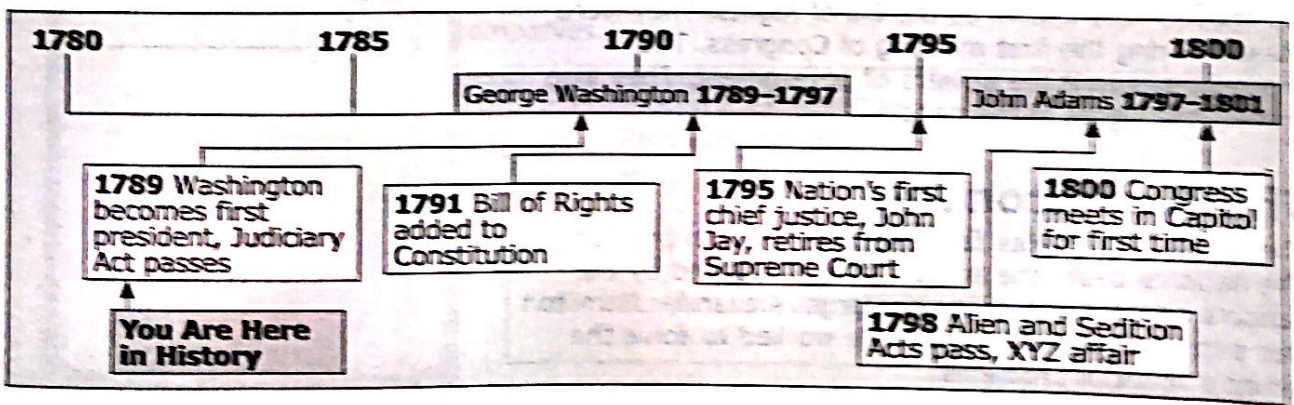 1780 1785 1790 1795 1800
George Washington 1789–1797
John Adams 1797–1801
1789 Washington
becomes first
president, Judiciary
Act passes
1791 Bill of Rights
added to
Constitution
1795 Nation's first
chief justice, John
Jay, retires from
Supreme Court
1800 Congress
meets in Capitol
for first time
You Are Here
in History
1798 Alien and Sedition
Acts pass, XYZ affair